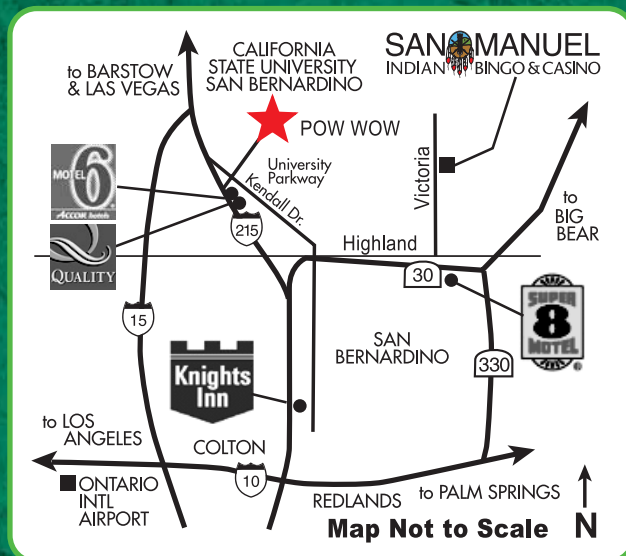 CALIFORNIA
STATE UNIVERSITY
SAN BERNARDINO
SAN MANUEL
INDIAN BINGO & CASINO
to BARSTOW
& LAS VEGAS
POW WOW
MOTEL 6
ACCOR hotels
University
Parkway
Kendall Dr.
Victoria
to
BIG
BEAR
QUALITY
215
Highland
30
SUPER
8
MOTEL
®
15
SAN
BERNARDINO
330
Knights
Inn
to LOS
ANGELES
COLTON
10
ONTARIO
INTL
AIRPORT
REDLANDS
to PALM SPRINGS
Map Not to Scale
N